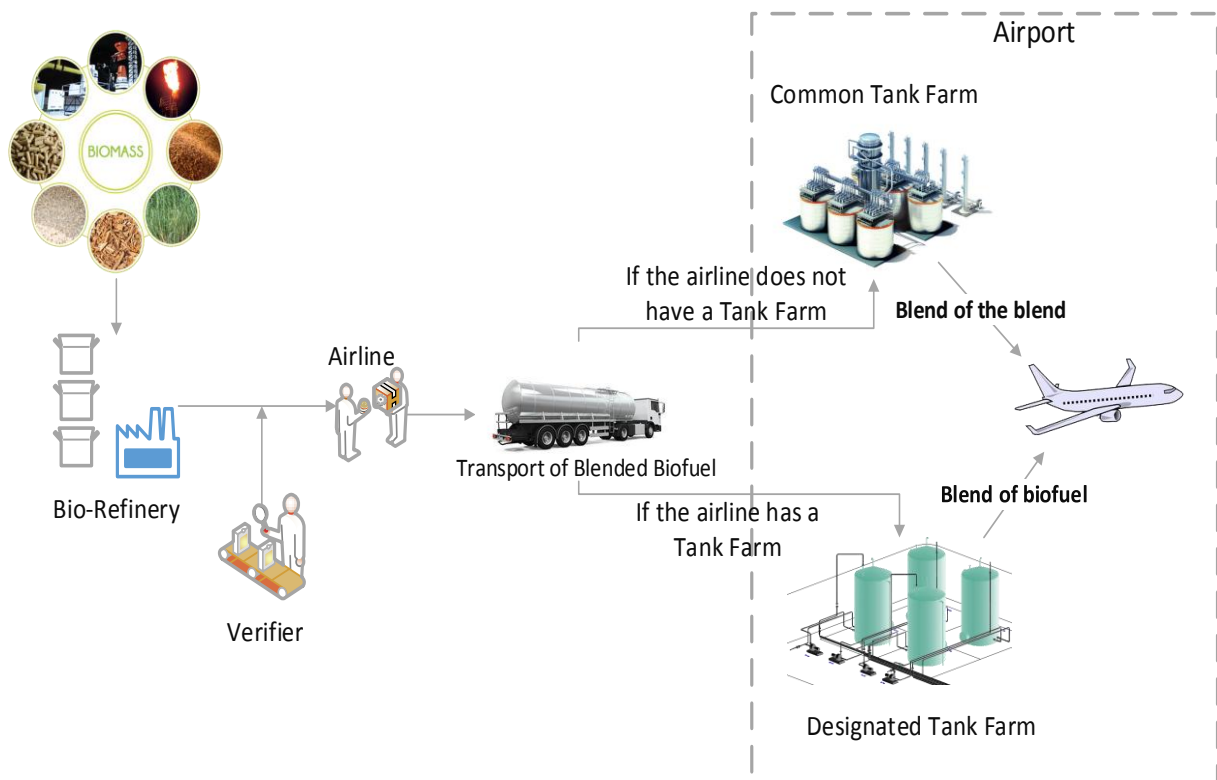 Airport
Common Tank Farm
BIOMASS
If the airline does not
have a Tank Farm
Blend of the blend
Airline
Transport of Blended Biofuel
Bio-Refinery
Blend of biofuel
If the airline has a
Tank Farm
Verifier
Designated Tank Farm